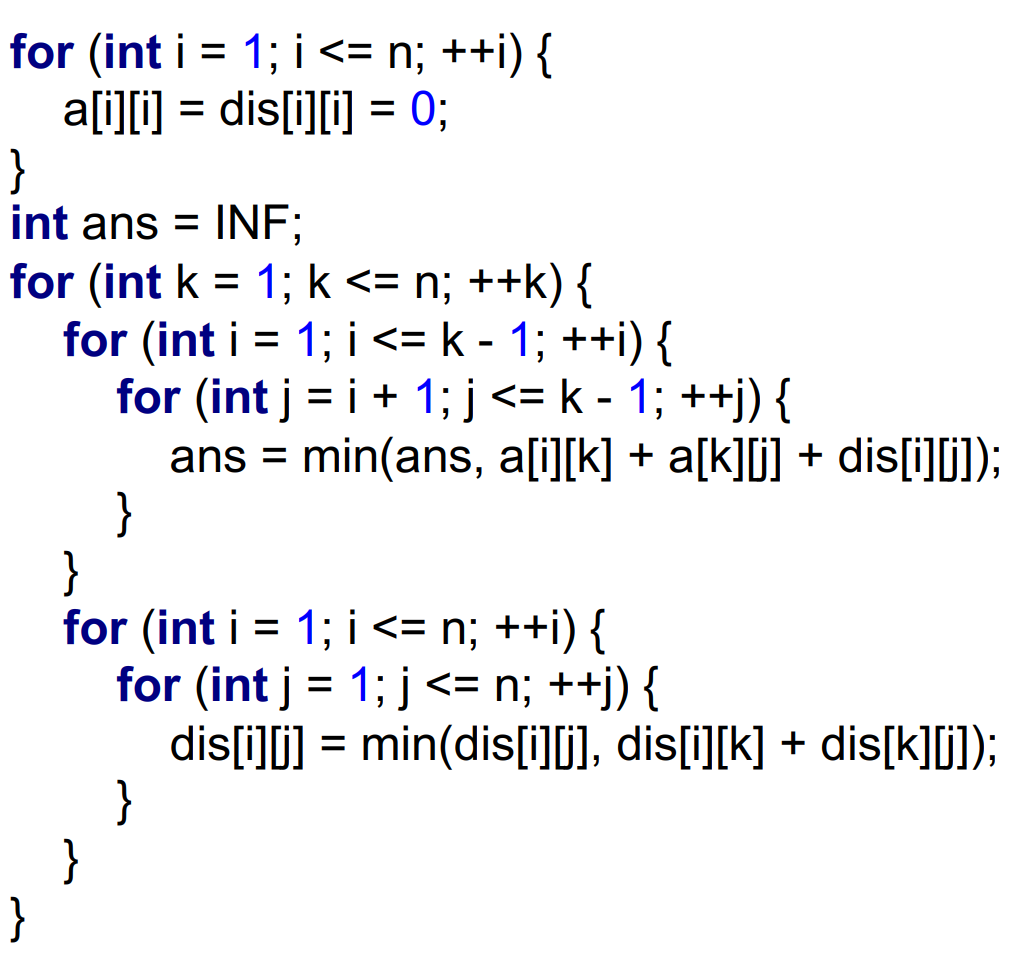 for (int i = 1; i <= n; ++i) {
    a[i][i] = dis[i][i] = 0;
}
int ans = INF;
for (int k = 1; k <= n; ++k) {
    for (int i = 1; i <= k - 1; ++i) {
        for (int j = i + 1; j <= k - 1; ++j) {
            ans = min(ans, a[i][k] + a[k][j] + dis[i][j]);
        }
    }
    for (int i = 1; i <= n; ++i) {
        for (int j = 1; j <= n; ++j) {
            dis[i][j] = min(dis[i][j], dis[i][k] + dis[k][j]);
        }
    }
}